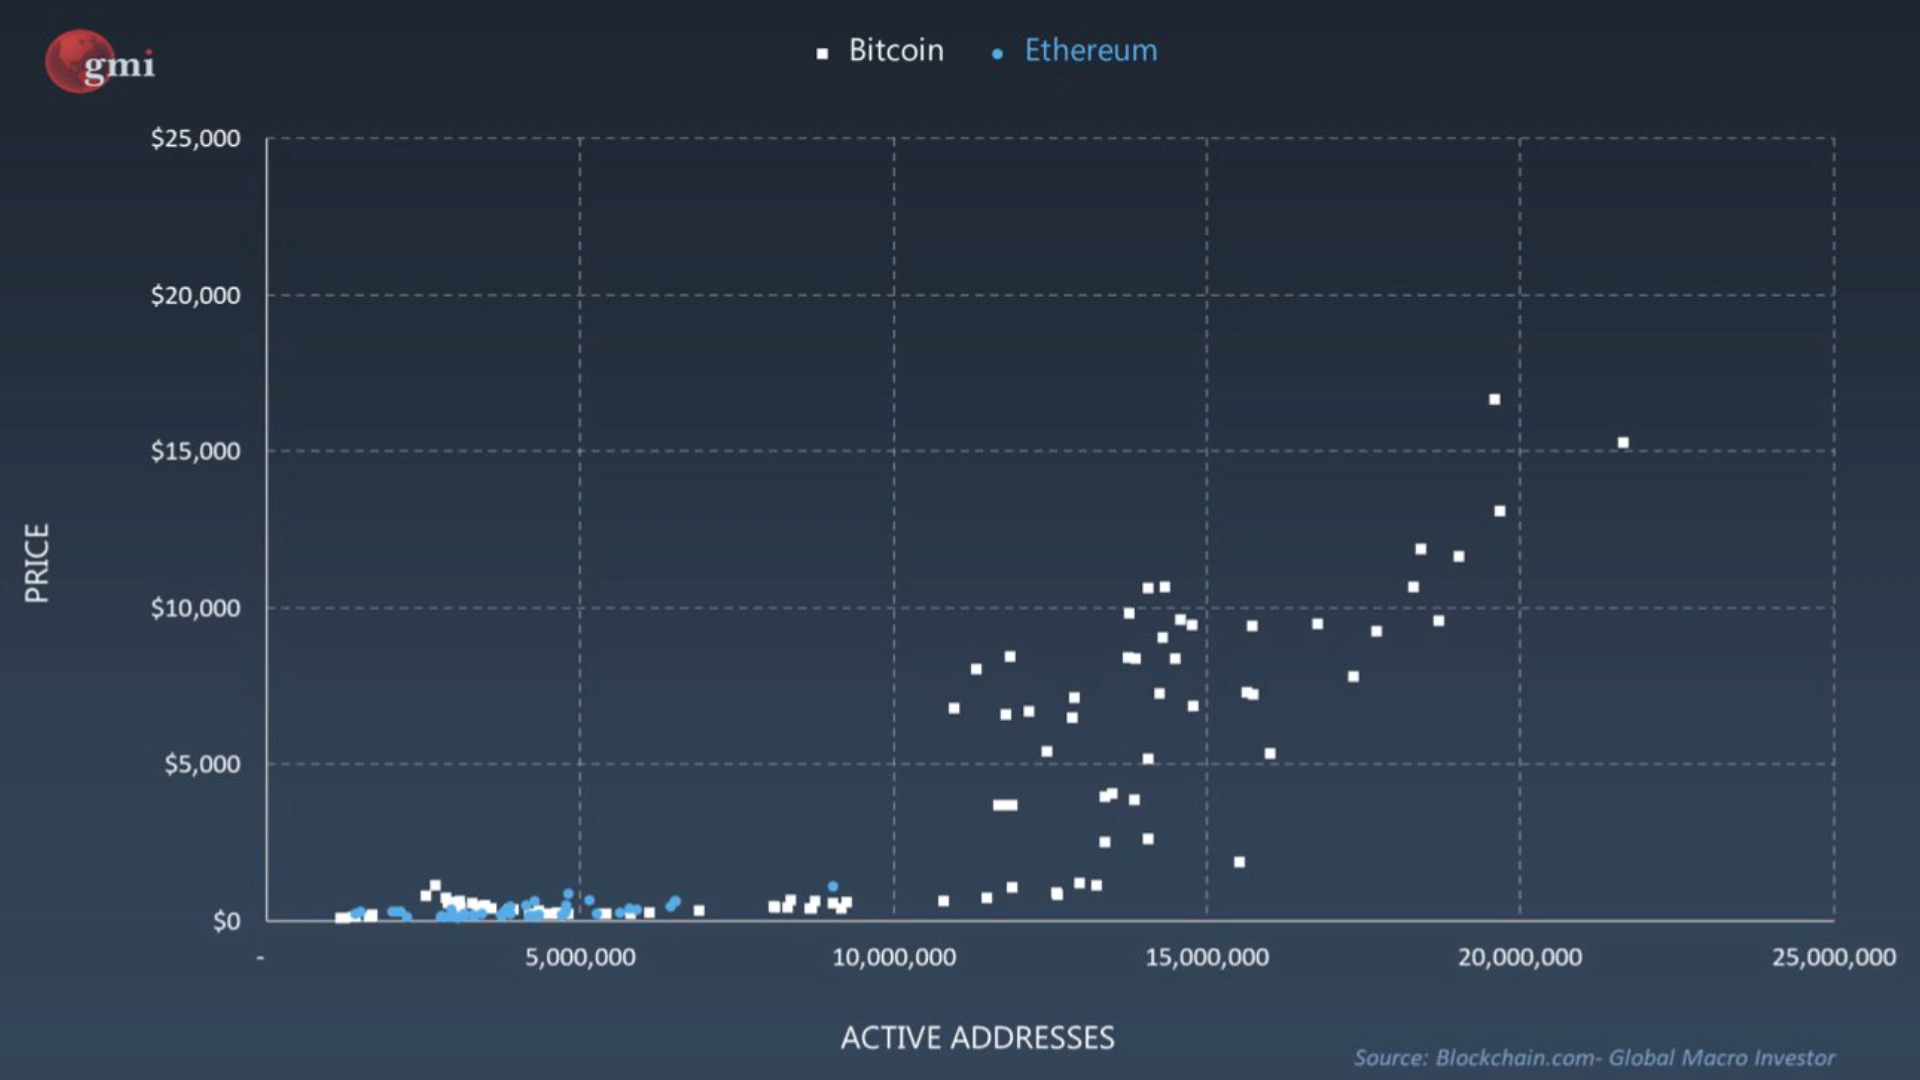 gmi
Bitcoin Ethereum
$25,000
$20,000
$15,000
$10,000
$5,000
$0
PRICE
- 5,000,000 10,000,000 15,000,000 20,000,000 25,000,000
ACTIVE ADDRESSES
Source: Blockchain.com- Global Macro Investor